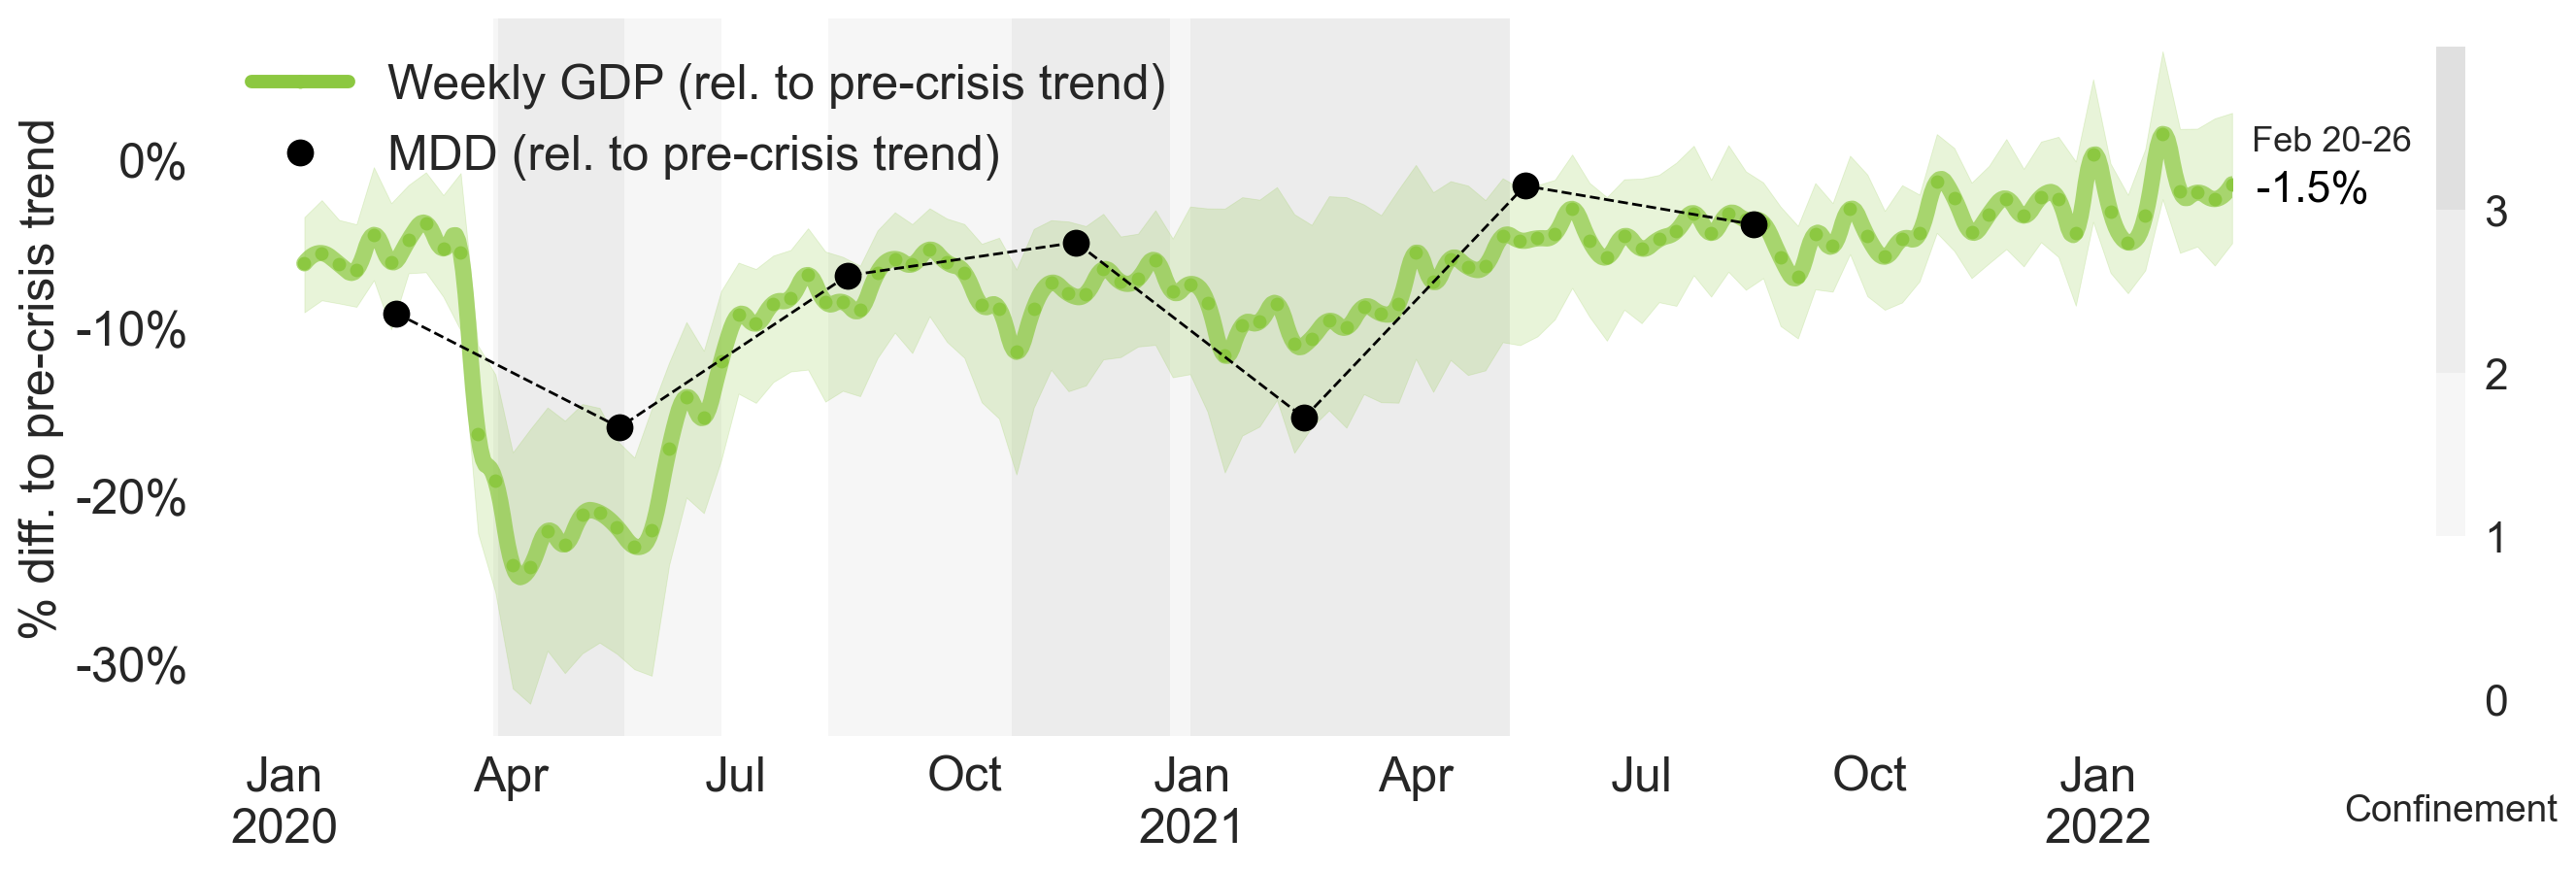 Weekly GDP (rel. to pre-crisis trend)
MDD (rel. to pre-crisis trend)
% diff. to pre-crisis trend
0%
-10%
-20%
-30%
Feb 20-26
-1.5%
3
2
1
0
Confinement
Jan Apr Jul Oct Jan Apr Jul Oct Jan
2020 2021 2022